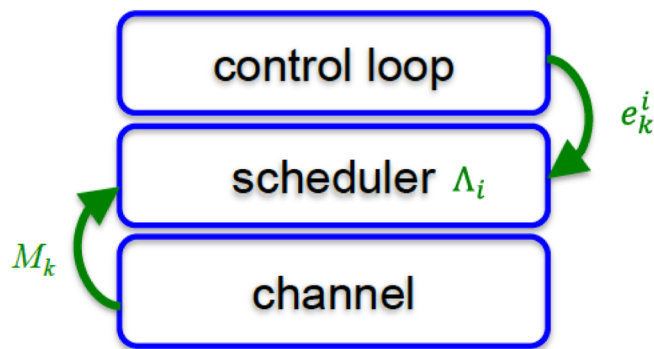 control loop
e_k^i
scheduler Λ_i
M_k
channel